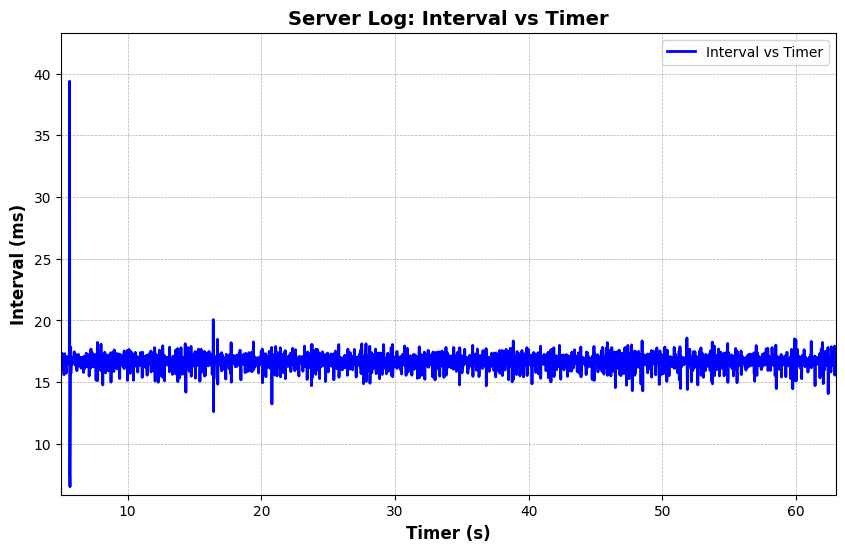 Server Log: Interval vs Timer
Interval vs Timer
40
35
30
25
20
15
10
Interval (ms)
10 20 30 40 50 60
Timer (s)